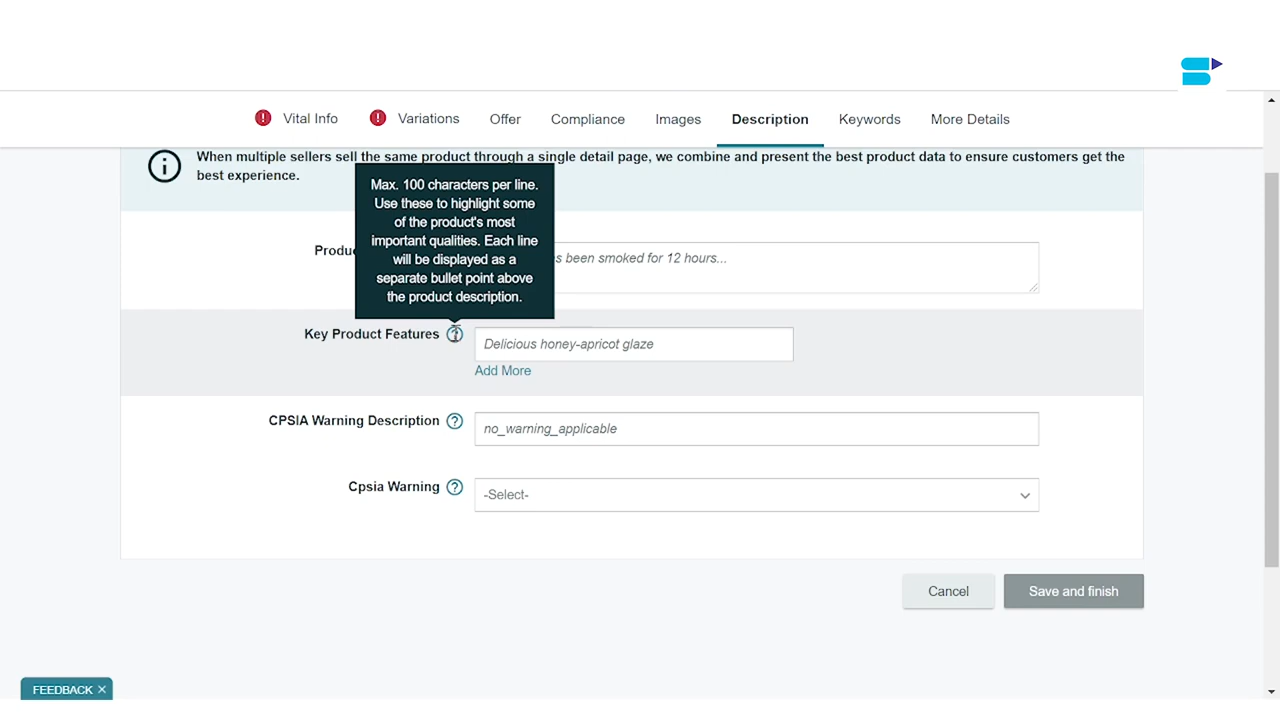 Vital Info Variations Offer Compliance Images Description Keywords More Details
When multiple sellers sell the same product through a single detail page, we combine and present the best product data to ensure customers get the
best experience.
Max. 100 characters per line.
Use these to highlight some
of the product's most
important qualities. Each line
will be displayed as a
separate bullet point above
the product description.
been smoked for 12 hours...
Key Product Features ?
Delicious honey-apricot glaze
Add More
CPSIA Warning Description ?
no_warning_applicable
Cpsia Warning ?
-Select-
Cancel Save and finish
FEEDBACK ×